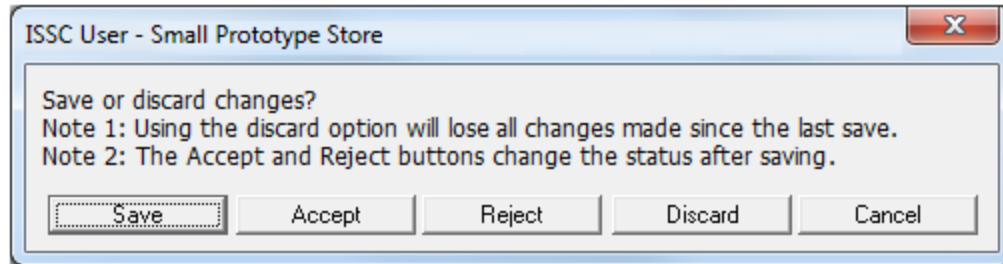 ISSC User - Small Prototype Store
Save or discard changes?
Note 1: Using the discard option will lose all changes made since the last save.
Note 2: The Accept and Reject buttons change the status after saving.
Save Accept Reject Discard Cancel